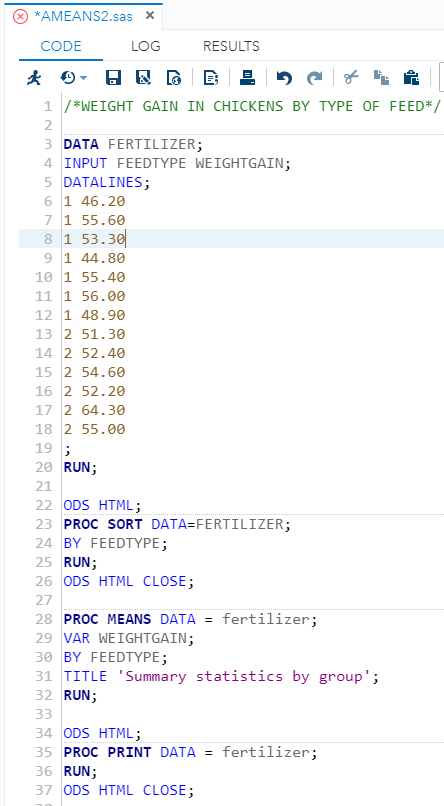 *AMEANS2.sas ×
CODE LOG RESULTS
1 /*WEIGHT GAIN IN CHICKENS BY TYPE OF FEED*/
2
3 DATA FERTILIZER;
4 INPUT FEEDTYPE WEIGHTGAIN;
5 DATALINES;
6 1 46.20
7 1 55.60
8 1 53.30
9 1 44.80
10 1 55.40
11 1 56.00
12 1 48.90
13 2 51.30
14 2 52.40
15 2 54.60
16 2 52.20
17 2 64.30
18 2 55.00
19 ;
20 RUN;
21
22 ODS HTML;
23 PROC SORT DATA=FERTILIZER;
24 BY FEEDTYPE;
25 RUN;
26 ODS HTML CLOSE;
27
28 PROC MEANS DATA = fertilizer;
29 VAR WEIGHTGAIN;
30 BY FEEDTYPE;
31 TITLE 'Summary statistics by group';
32 RUN;
33
34 ODS HTML;
35 PROC PRINT DATA = fertilizer;
36 RUN;
37 ODS HTML CLOSE;